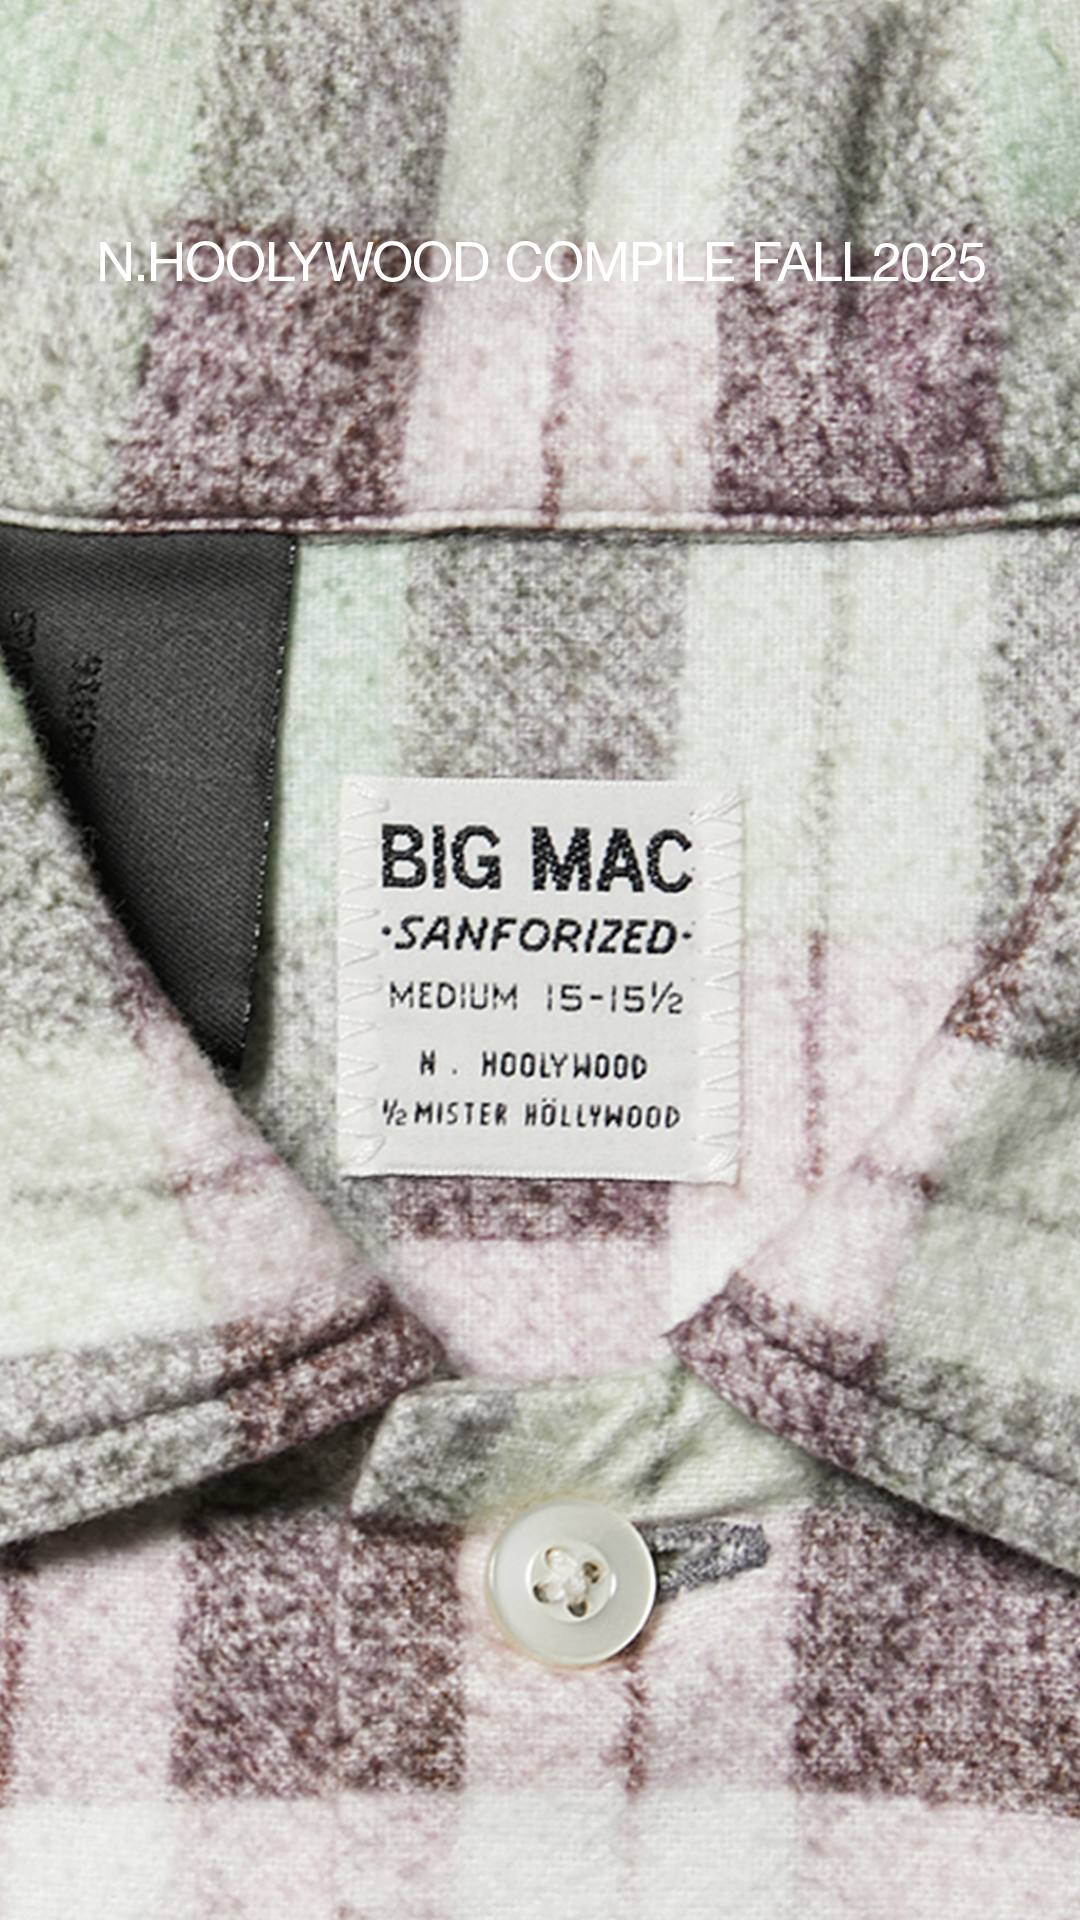 N.HOOLYWOOD COMPILE FALL2025
BIG MAC
·SANFORIZED·
MEDIUM 15-15½
N . HOOLYWOOD
½ MISTER HÖLLYWOOD